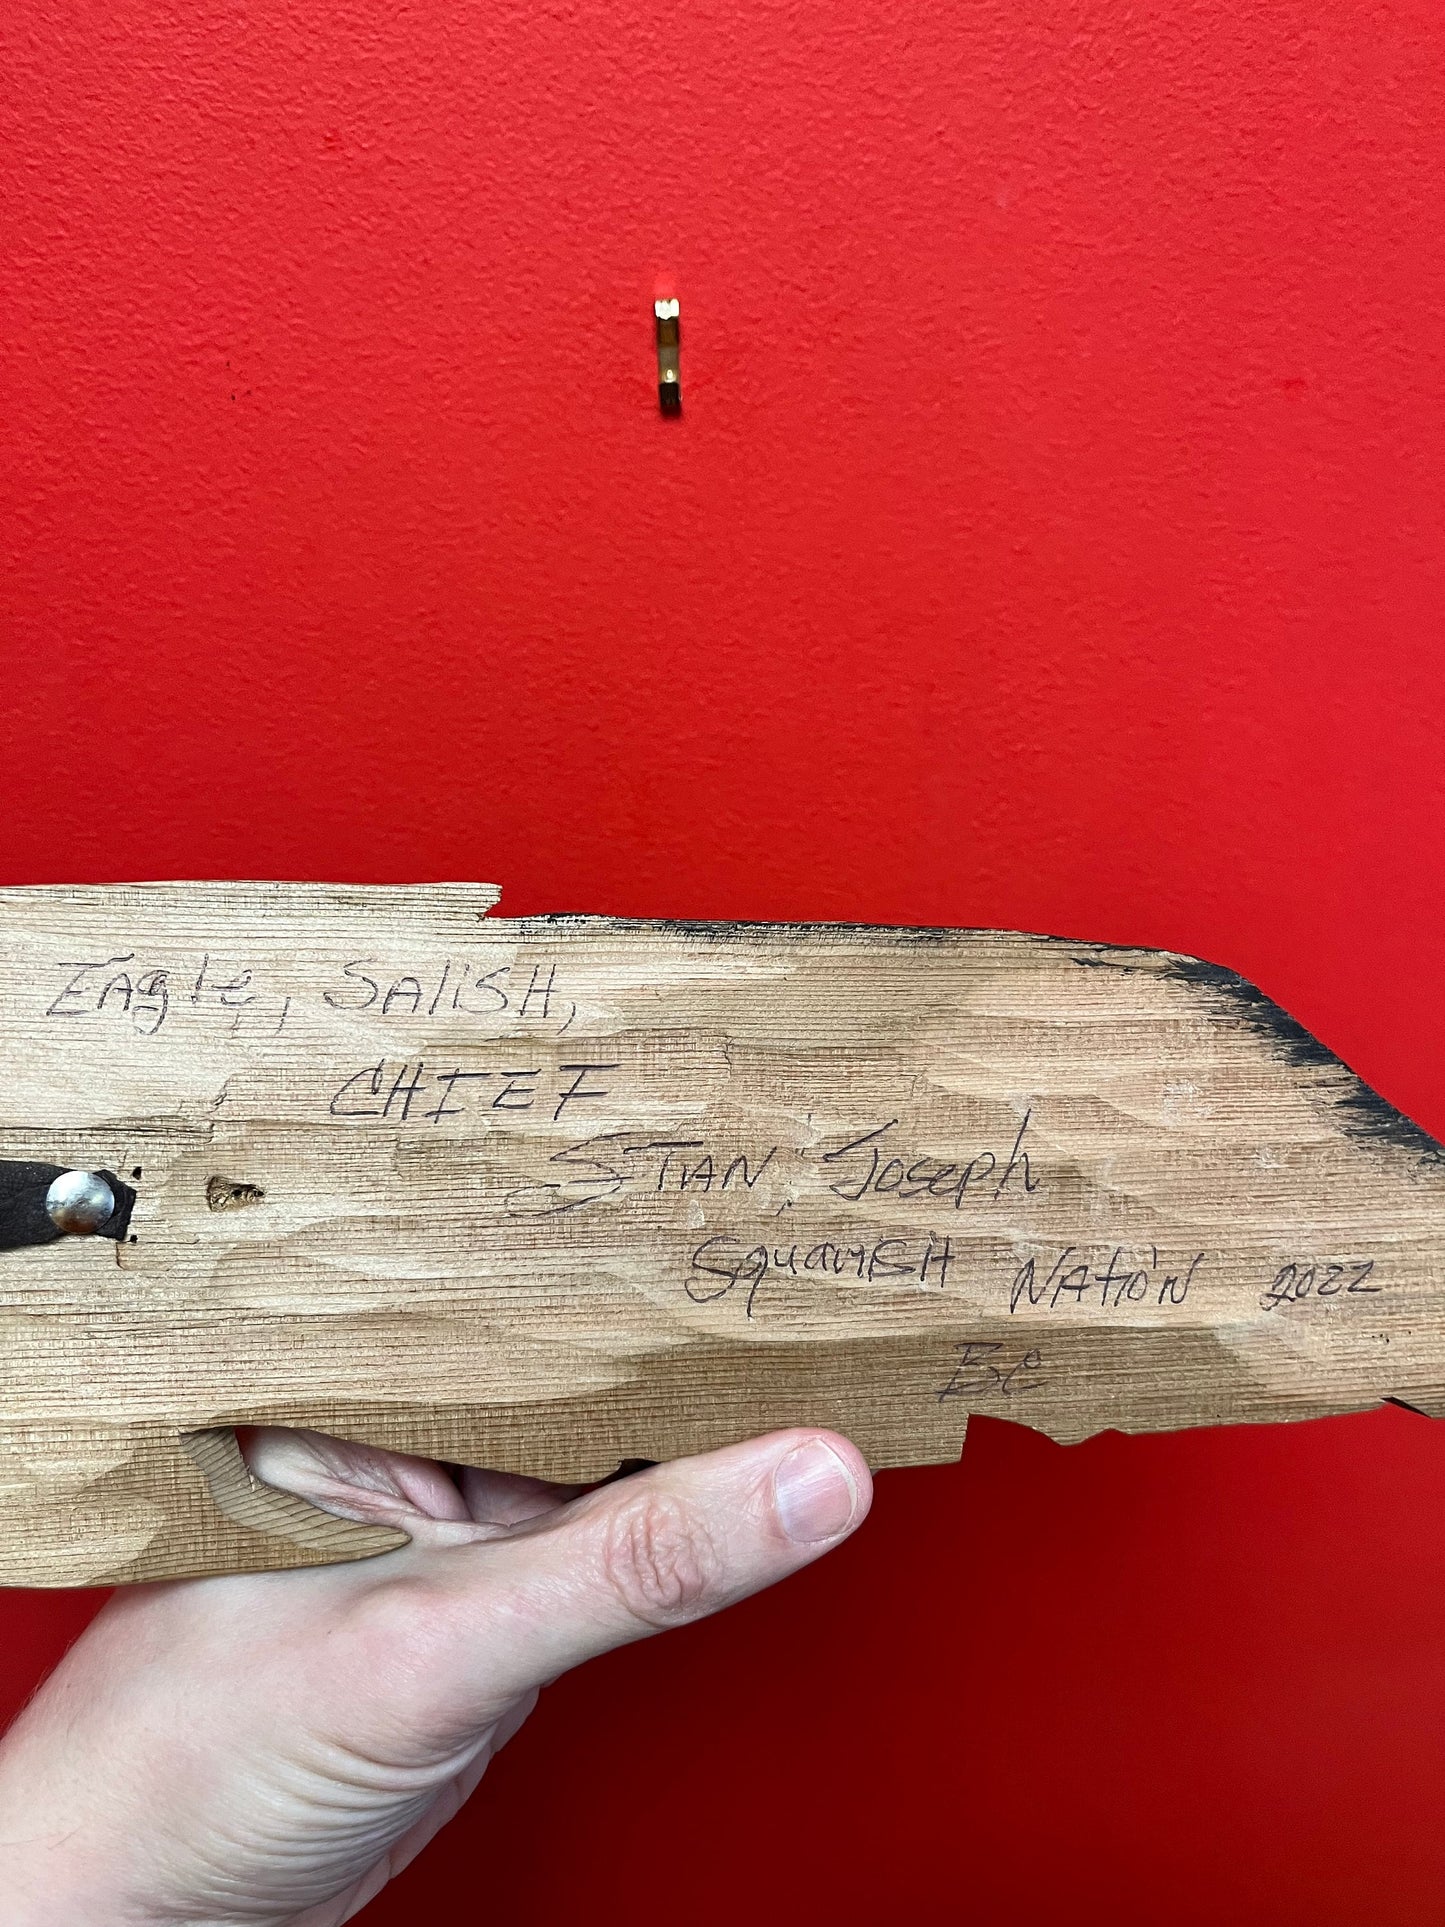 Eagle, SALISH,
CHIEF
STAN. Joseph
SquamISH NATION 2022
BC